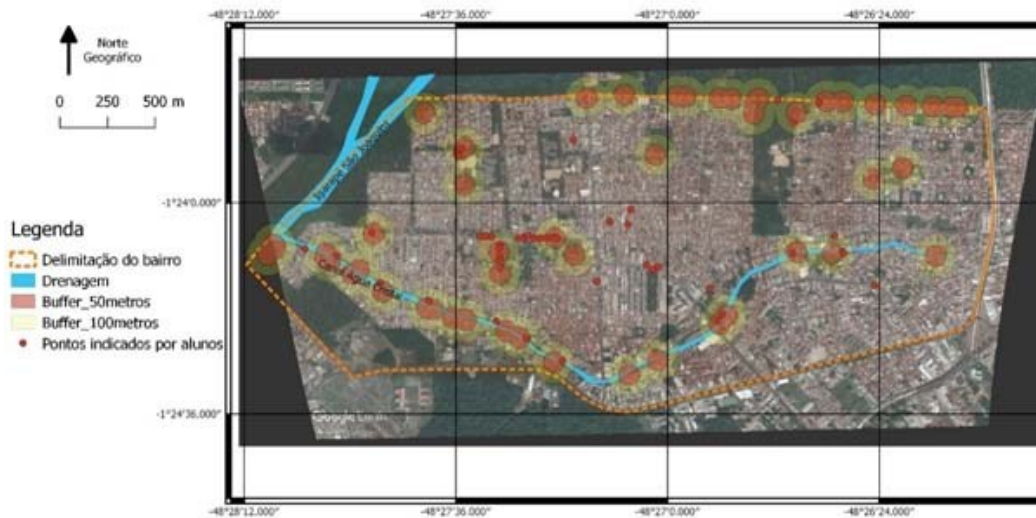 -48°28'12.000" -48°27'36.000" -48°27'0.000" -48°26'24.000"
Norte
Geográfico
0 250 500 m
-1°24'0.000"
Legenda
Delimitação do bairro
Drenagem
Buffer_50metros
Buffer_100metros
Pontos indicados por alunos
Canal Água
-1°24'36.000"
Google
-48°28'12.000" -48°27'36.000" -48°27'0.000" -48°26'24.000"